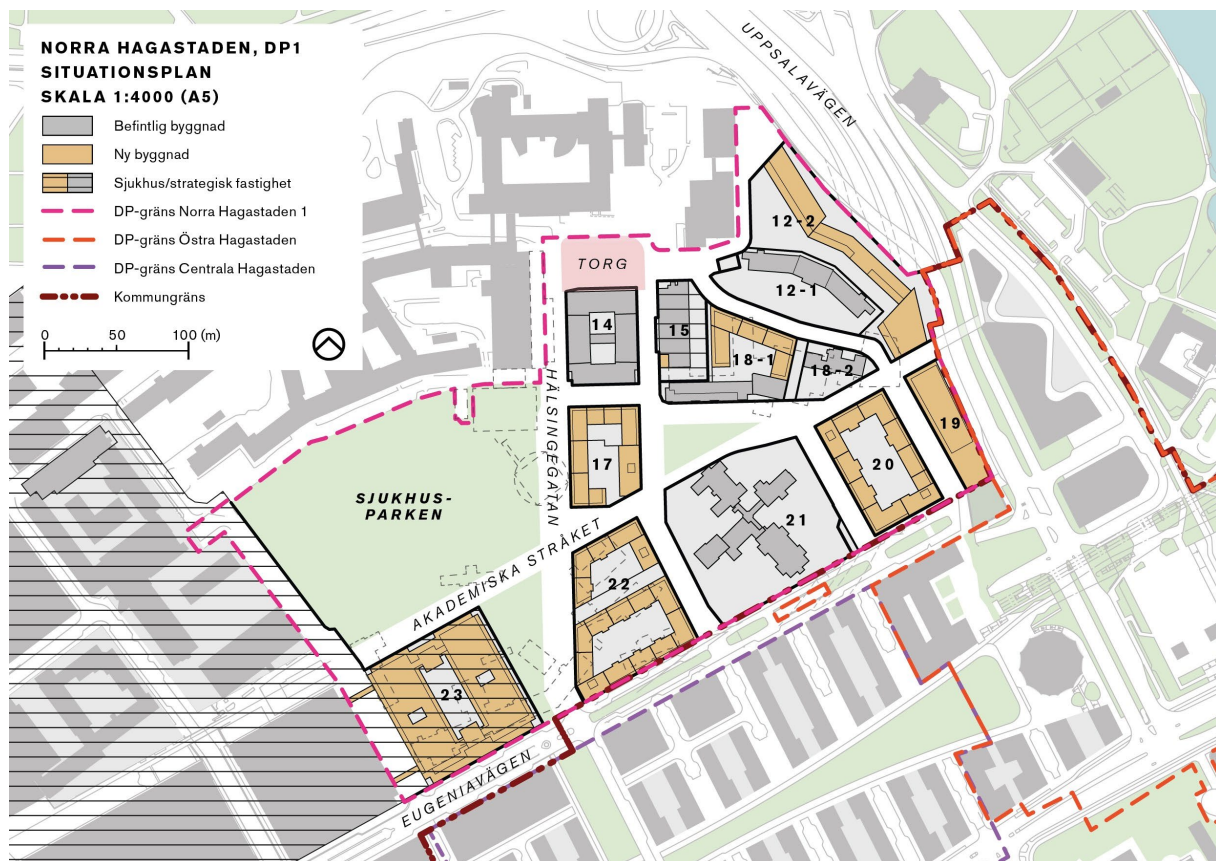 NORRA HAGASTADEN, DP1
SITUATIONSPLAN
SKALA 1:4000 (A5)
Befintlig byggnad
Ny byggnad
Sjukhus/strategisk fastighet
DP-gräns Norra Hagastaden 1
DP-gräns Östra Hagastaden
DP-gräns Centrala Hagastaden
Kommungräns
0 50 100 (m)
UPPSALAVÄGEN
12-2
TORG
12-1
14
15
18-1
18-2
HÄLSINGEGATAN
19
17
20
SJUKHUS-
PARKEN
21
AKADEMISKA STRÅKET
22
23
EUGENIAVÄGEN